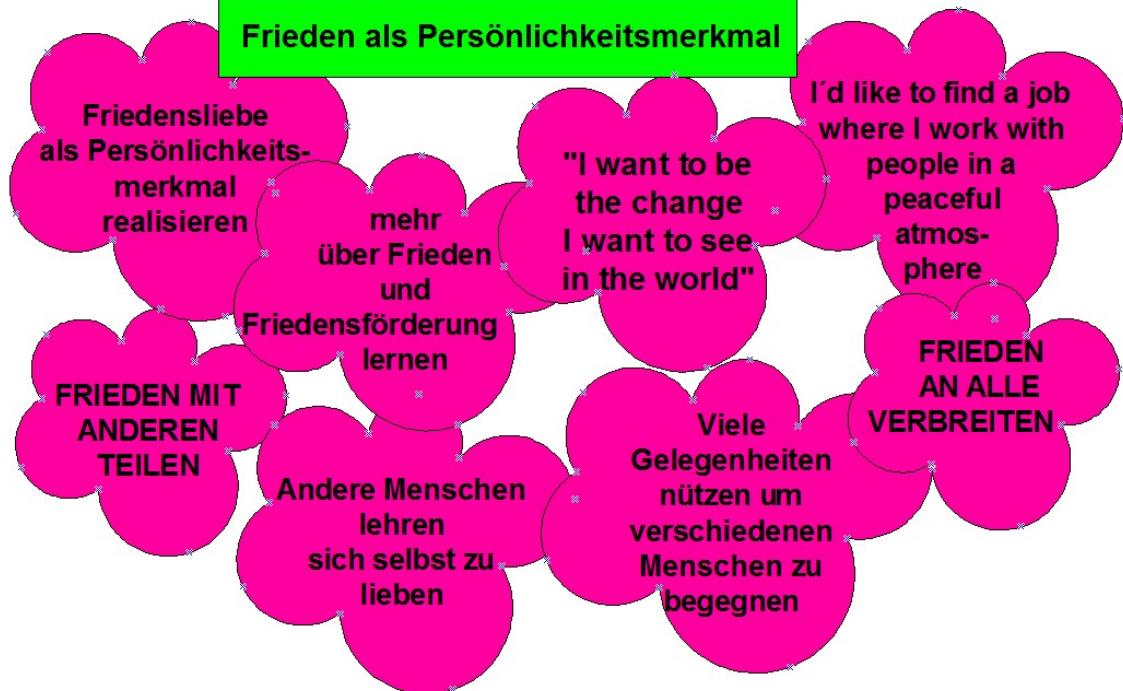 Frieden als Persönlichkeitsmerkmal
Friedensliebe
als Persönlichkeits-
merkmal
realisieren
mehr
über Frieden
und
Friedensförderung
lernen
"I want to be
the change
I want to see
in the world"
I´d like to find a job
where I work with
people in a
peaceful
atmos-
phere
FRIEDEN MIT
ANDEREN
TEILEN
Andere Menschen
lehren
sich selbst zu
lieben
Viele
Gelegenheiten
nützen um
verschiedenen
Menschen zu
begegnen
FRIEDEN
AN ALLE
VERBREITEN